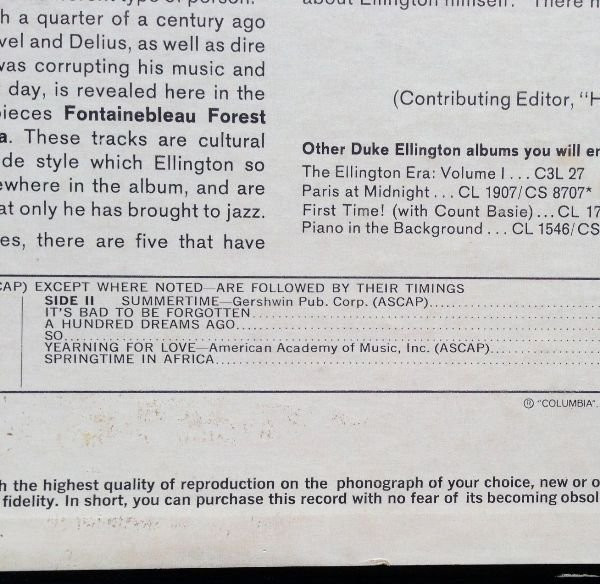 h a quarter of a century ago
vel and Delius, as well as dire
was corrupting his music and
day, is revealed here in the
pieces Fontainebleau Forest
a. These tracks are cultural
de style which Ellington so
ewhere in the album, and are
at only he has brought to jazz.
es, there are five that have
(Contributing Editor, "H
Other Duke Ellington albums you will en
The Ellington Era: Volume I . . . C3L 27
Paris at Midnight . . . CL 1907/CS 8707*
First Time! (with Count Basie) . . . CL 17
Piano in the Background . . . CL 1546/CS
CAP) EXCEPT WHERE NOTED—ARE FOLLOWED BY THEIR TIMINGS
SIDE II SUMMERTIME—Gershwin Pub. Corp. (ASCAP)
IT'S BAD TO BE FORGOTTEN
A HUNDRED DREAMS AGO
SO
YEARNING FOR LOVE—American Academy of Music, Inc. (ASCAP)
SPRINGTIME IN AFRICA
® "COLUMBIA",
h the highest quality of reproduction on the phonograph of your choice, new or o
fidelity. In short, you can purchase this record with no fear of its becoming obsol